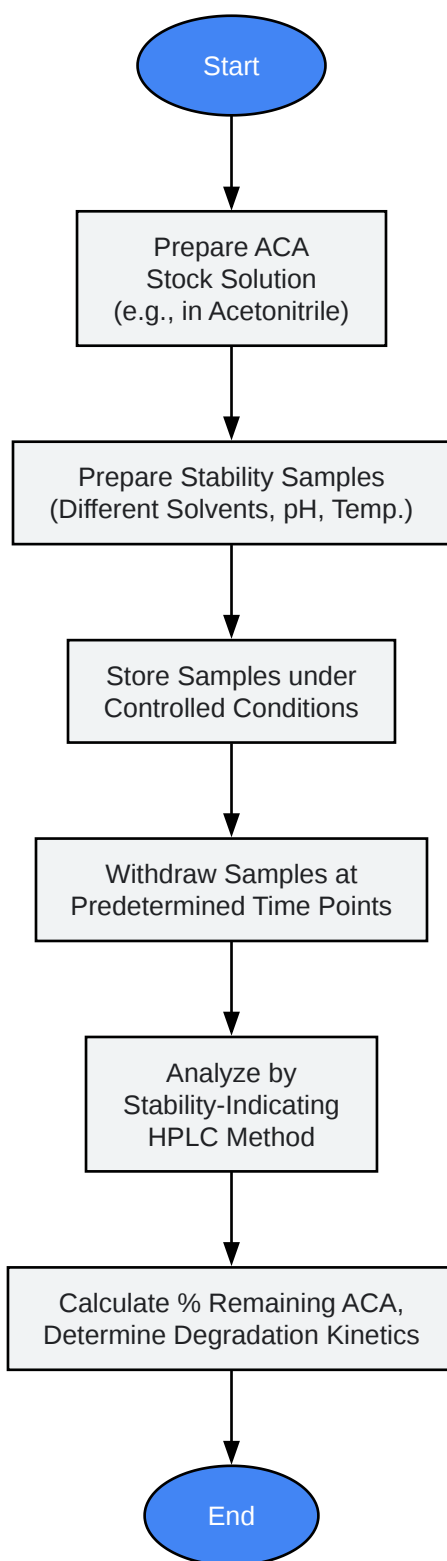 Start
Prepare ACA
Stock Solution
(e.g., in Acetonitrile)
Prepare Stability Samples
(Different Solvents, pH, Temp.)
Store Samples under
Controlled Conditions
Withdraw Samples at
Predetermined Time Points
Analyze by
Stability-Indicating
HPLC Method
Calculate % Remaining ACA,
Determine Degradation Kinetics
End